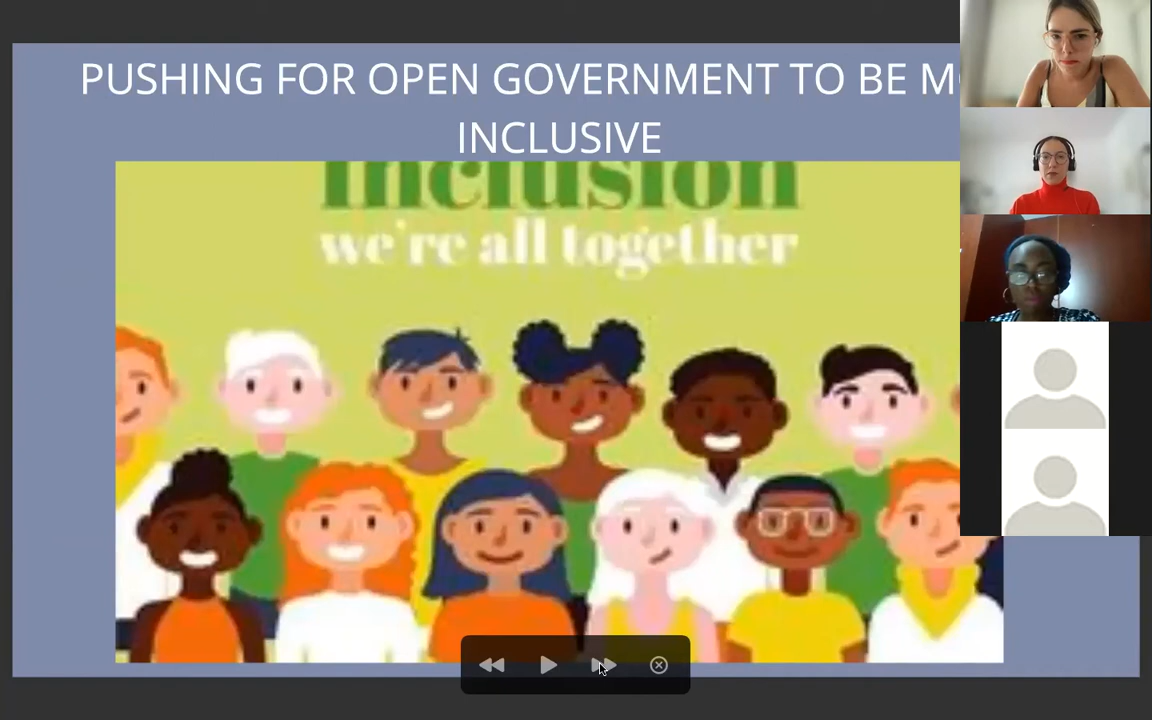 PUSHING FOR OPEN GOVERNMENT TO BE
INCLUSIVE
Inclusion
we're all together